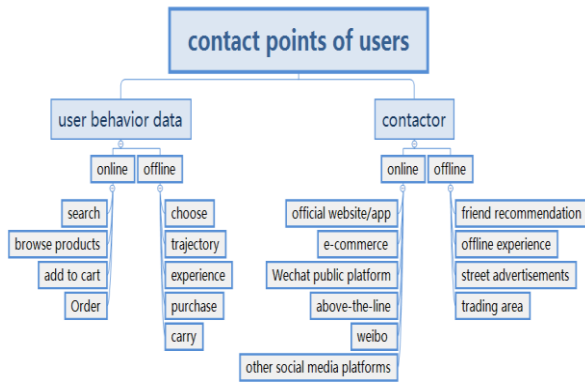 contact points of users
user behavior data
contactor
online
offline
online
offline
search
browse products
add to cart
Order
choose
trajectory
experience
purchase
carry
official website/app
e-commerce
Wechat public platform
above-the-line
weibo
other social media platforms
friend recommendation
offline experience
street advertisements
trading area